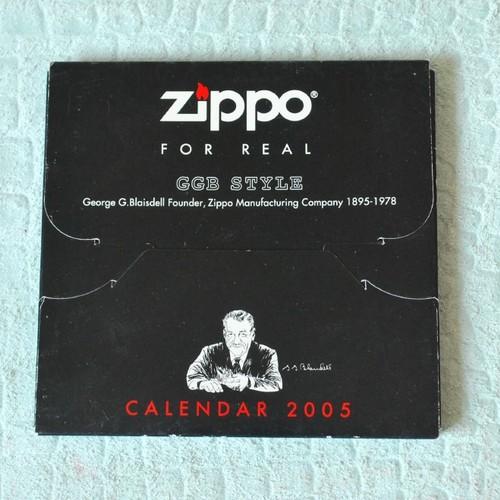 zippo®
FOR REAL
GGB STYLE
George G.Blaisdell Founder, Zippo Manufacturing Company 1895-1978
CALENDAR 2005